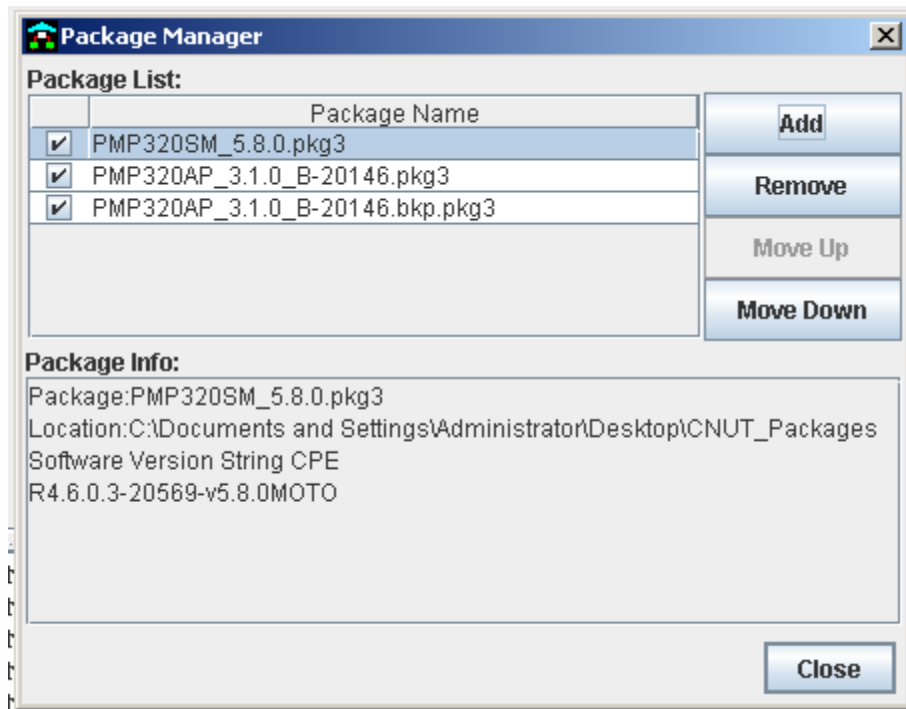 Package Manager
Package List:
Package Name
PMP320SM_5.8.0.pkg3
PMP320AP_3.1.0_B-20146.pkg3
PMP320AP_3.1.0_B-20146.bkp.pkg3
Add
Remove
Move Up
Move Down
Package Info:
Package:PMP320SM_5.8.0.pkg3
Location:C:\Documents and Settings\Administrator\Desktop\CNUT_Packages
Software Version String CPE
R4.6.0.3-20569-v5.8.0MOTO
Close